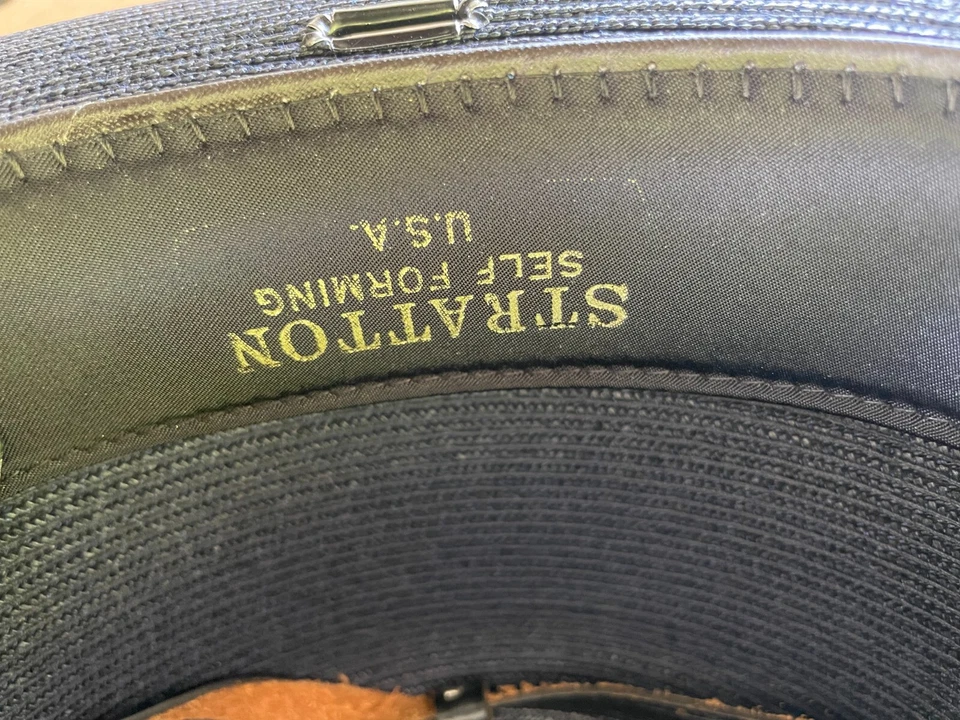 STRATTON
SELF FORMING
U.S.A.